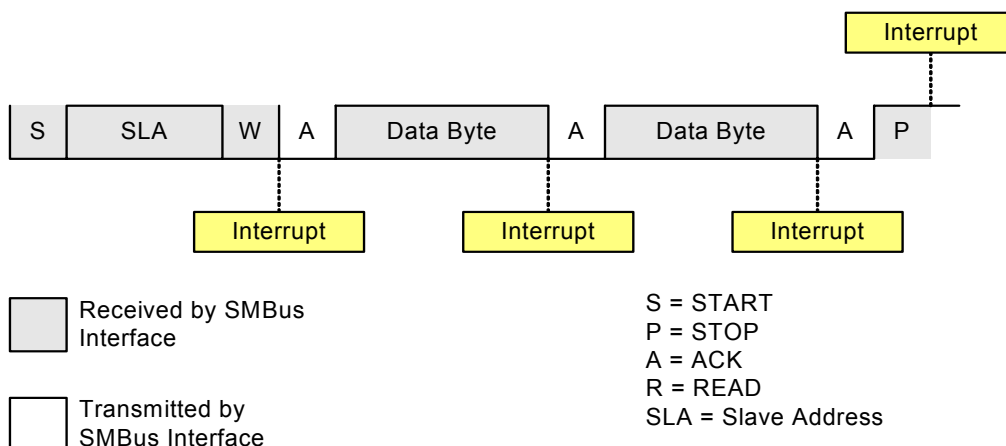 Interrupt
S SLA W A Data Byte A Data Byte A P
Interrupt Interrupt Interrupt
Received by SMBus
Interface
Transmitted by
SMBus Interface
S = START
P = STOP
A = ACK
R = READ
SLA = Slave Address